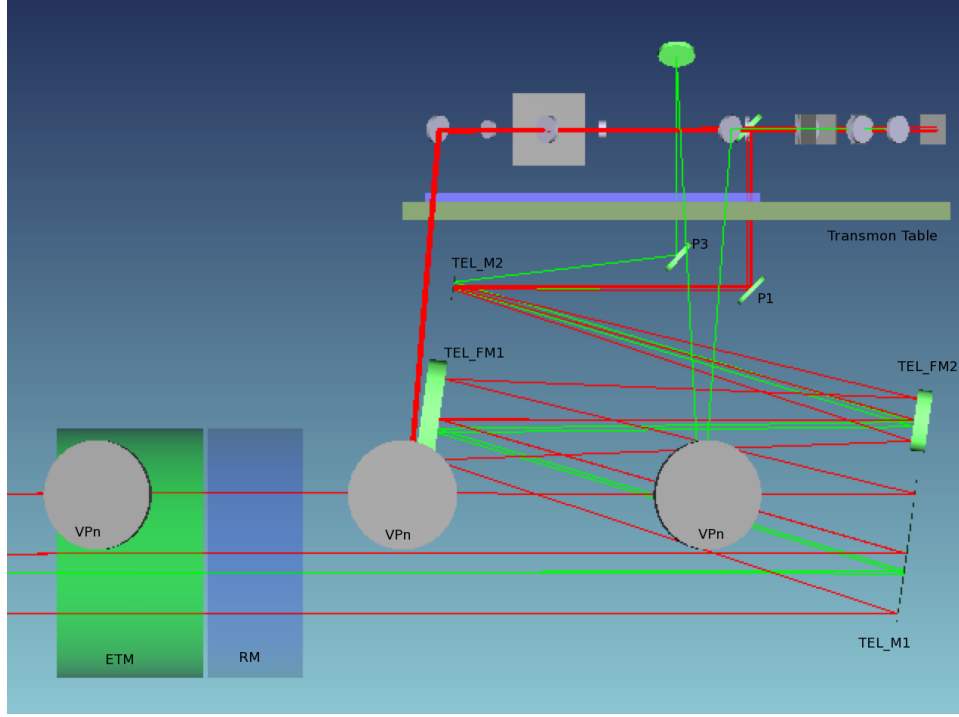 Transmon Table
P3
TEL_M2
P1
TEL_FM1
TEL_FM2
VPn
VPn
VPn
TEL_M1
ETM
RM